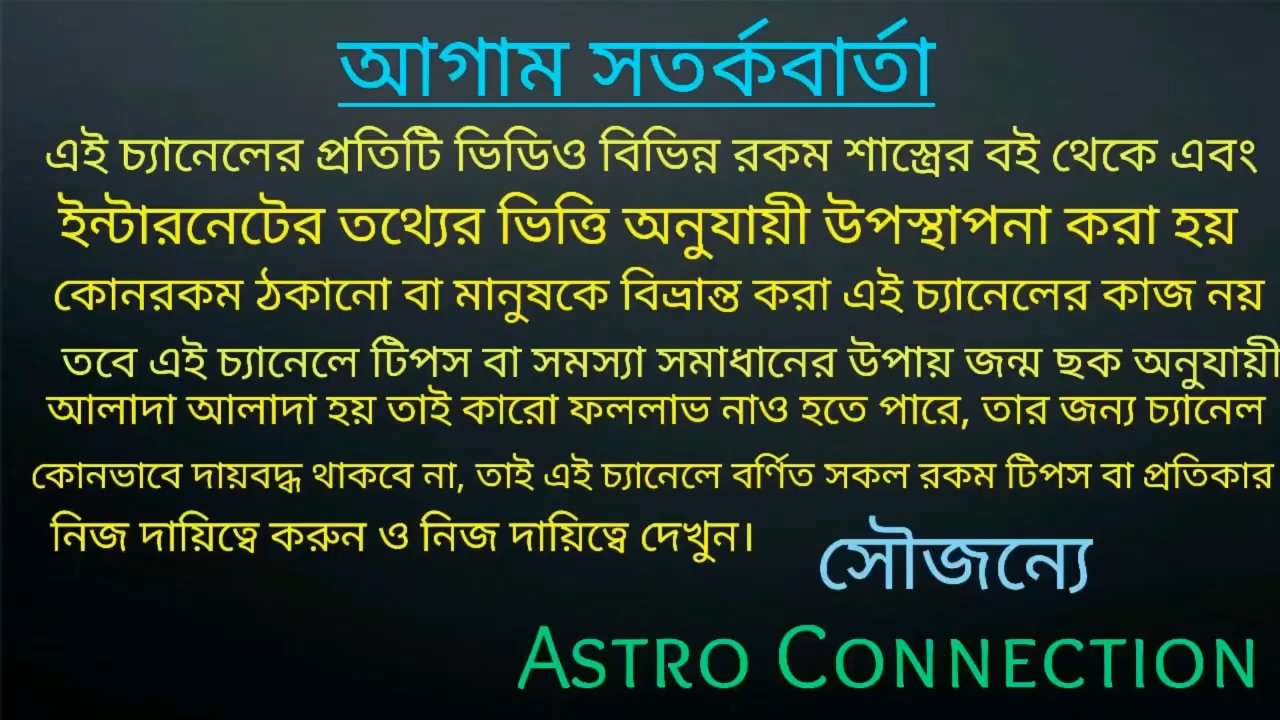 আগাম সতর্কবার্তা
এই চ্যানেলের প্রতিটি ভিডিও বিভিন্ন রকম শাস্ত্রের বই থেকে এবং
ইন্টারনেটের তথ্যের ভিত্তি অনুযায়ী উপস্থাপনা করা হয়
কোনরকম ঠকানো বা মানুষকে বিভ্রান্ত করা এই চ্যানেলের কাজ নয়
তবে এই চ্যানেলে টিপস বা সমস্যা সমাধানের উপায় জন্ম ছক অনুযায়ী
আলাদা আলাদা হয় তাই কারো ফললাভ নাও হতে পারে, তার জন্য চ্যানেল
কোনভাবে দায়বদ্ধ থাকবে না, তাই এই চ্যানেলে বর্ণিত সকল রকম টিপস বা প্রতিকার
নিজ দায়িত্বে করুন ও নিজ দায়িত্বে দেখুন।
সৌজন্যে
ASTRO CONNECTION